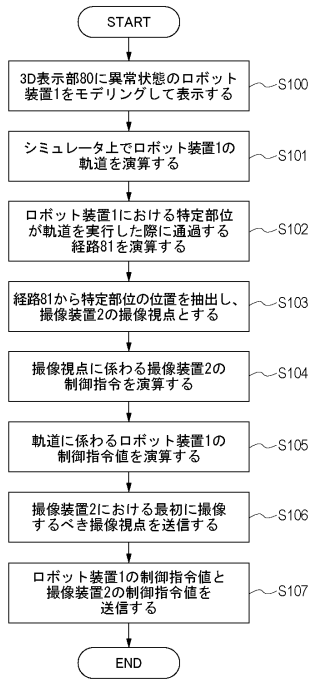 START
3D表示部80に異常状態のロボット
装置1をモデリングして表示する
S100
シミュレータ上でロボット装置1の
軌道を演算する
S101
ロボット装置1における特定部位
が軌道を実行した際に通過する
経路81を演算する
S102
経路81から特定部位の位置を抽出し、
撮像装置2の撮像視点とする
S103
撮像視点に係わる撮像装置2の
制御指令を演算する
S104
軌道に係わるロボット装置1の
制御指令値を演算する
S105
撮像装置2における最初に撮像
するべき撮像視点を送信する
S106
ロボット装置1の制御指令値と
撮像装置2の制御指令値を
送信する
S107
END